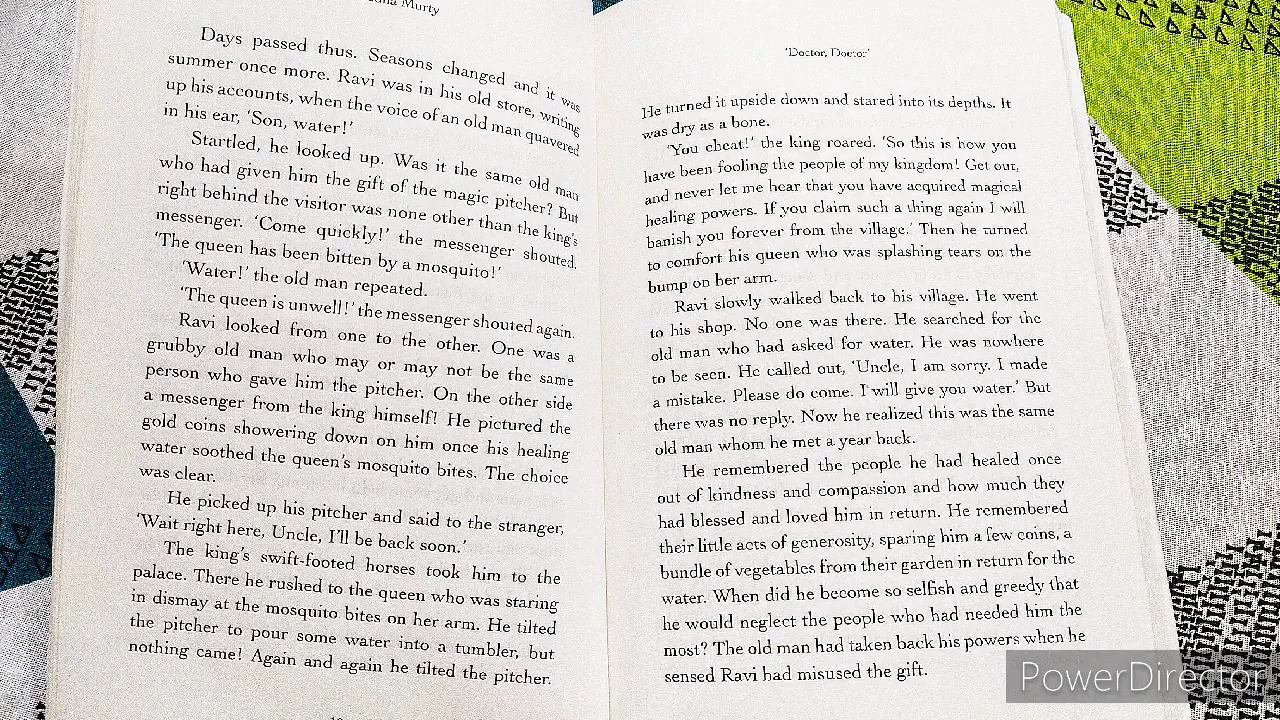 Murty
Days passed thus. Seasons changed and it was
summer once more. Ravi was in his old store, writing
up his accounts, when the voice of an old man quavered
in his ear, ‘Son, water!’
Startled, he looked up. Was it the same old man
who had given him the gift of the magic pitcher? But
right behind the visitor was none other than the king’s
messenger. ‘Come quickly!’ the messenger shouted.
‘The queen has been bitten by a mosquito!’
‘Water!’ the old man repeated.
‘The queen is unwell!’ the messenger shouted again.
Ravi looked from one to the other. One was a
grubby old man who may or may not be the same
person who gave him the pitcher. On the other side
a messenger from the king himself! He pictured the
gold coins showering down on him once his healing
water soothed the queen’s mosquito bites. The choice
was clear.
He picked up his pitcher and said to the stranger,
‘Wait right here, Uncle, I’ll be back soon.’
The king’s swift-footed horses took him to the
palace. There he rushed to the queen who was staring
in dismay at the mosquito bites on her arm. He tilted
the pitcher to pour some water into a tumbler, but
nothing came! Again and again he tilted the pitcher.
‘Doctor, Doctor’
He turned it upside down and stared into its depths. It
was dry as a bone.
‘You cheat!’ the king roared. ‘So this is how you
have been fooling the people of my kingdom! Get out,
and never let me hear that you have acquired magical
healing powers. If you claim such a thing again I will
banish you forever from the village.’ Then he turned
to comfort his queen who was splashing tears on the
bump on her arm.
Ravi slowly walked back to his village. He went
to his shop. No one was there. He searched for the
old man who had asked for water. He was nowhere
to be seen. He called out, ‘Uncle, I am sorry. I made
a mistake. Please do come. I will give you water.’ But
there was no reply. Now he realized this was the same
old man whom he met a year back.
He remembered the people he had healed once
out of kindness and compassion and how much they
had blessed and loved him in return. He remembered
their little acts of generosity, sparing him a few coins, a
bundle of vegetables from their garden in return for the
water. When did he become so selfish and greedy that
he would neglect the people who had needed him the
most? The old man had taken back his powers when he
sensed Ravi had misused the gift.
PowerDirector